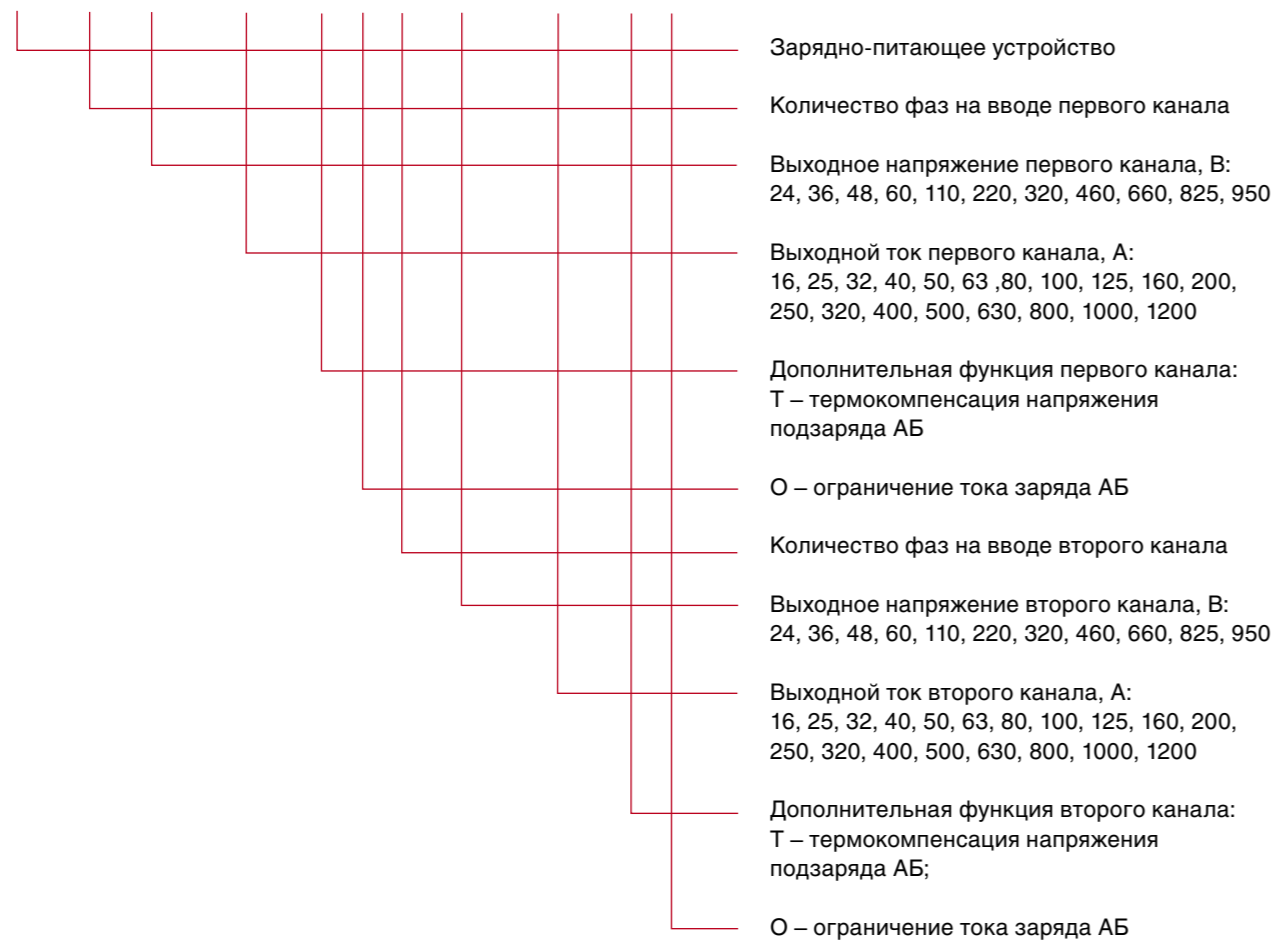 Зарядно-питающее устройство
Количество фаз на вводе первого канала
Выходное напряжение первого канала, В:
24, 36, 48, 60, 110, 220, 320, 460, 660, 825, 950
Выходной ток первого канала, А:
16, 25, 32, 40, 50, 63 ,80, 100, 125, 160, 200,
250, 320, 400, 500, 630, 800, 1000, 1200
Дополнительная функция первого канала:
Т – термокомпенсация напряжения
подзаряда АБ
О – ограничение тока заряда АБ
Количество фаз на вводе второго канала
Выходное напряжение второго канала, В:
24, 36, 48, 60, 110, 220, 320, 460, 660, 825, 950
Выходной ток второго канала, А:
16, 25, 32, 40, 50, 63, 80, 100, 125, 160, 200,
250, 320, 400, 500, 630, 800, 1000, 1200
Дополнительная функция второго канала:
Т – термокомпенсация напряжения
подзаряда АБ;
О – ограничение тока заряда АБ